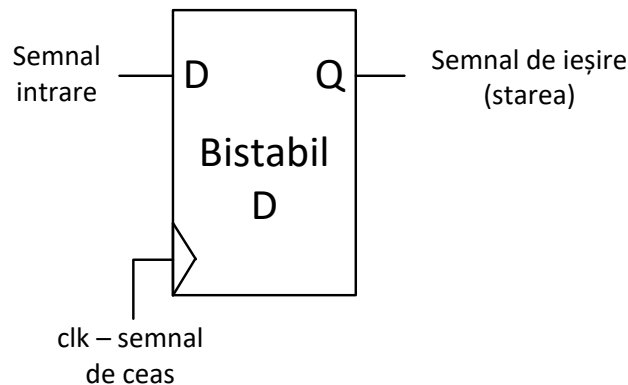 Semnal
intrare
D
Q
Semnal de ieșire
(starea)
Bistabil
D
clk – semnal
de ceas